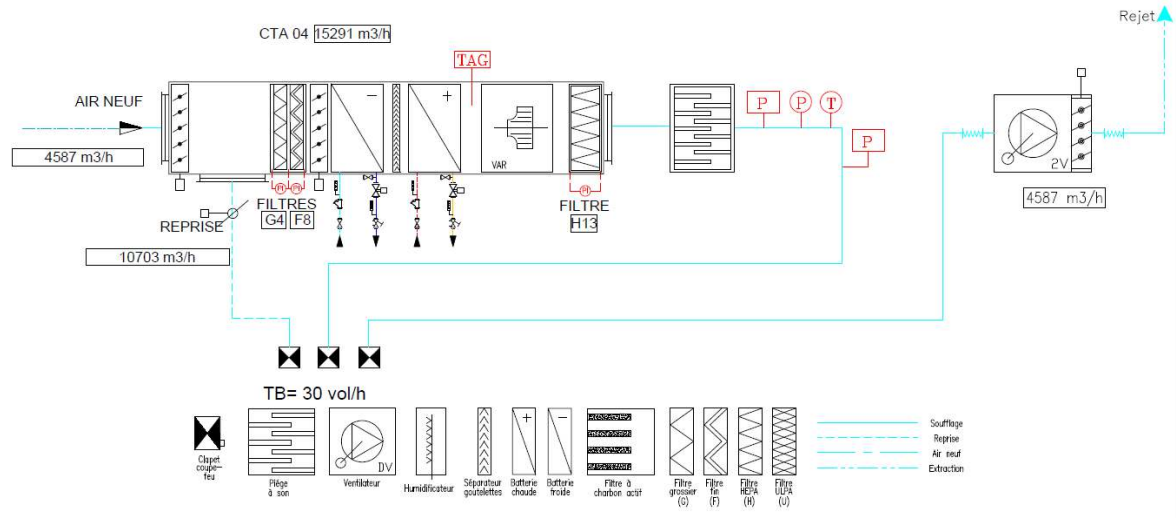 Rejet
CTA 04 15291 m3/h
TAG
AIR NEUF
4587 m3/h
P
P
T
P
VAR
2V
4587 m3/h
FILTRES
G4 F8
FILTRE
H13
REPRISE
10703 m3/h
TB= 30 vol/h
Clapet
coupe-
feu
Piège
à son
DV
Ventilateur
Humidificateur
Séparateur
goutelettes
Batterie
chaude
Batterie
froide
Filtre à
charbon actif
Filtre
grossier
(G)
Filtre
fin
(F)
Filtre
HEPA
(H)
Filtre
ULPA
(U)
Soufflage
Reprise
Air neuf
Extraction